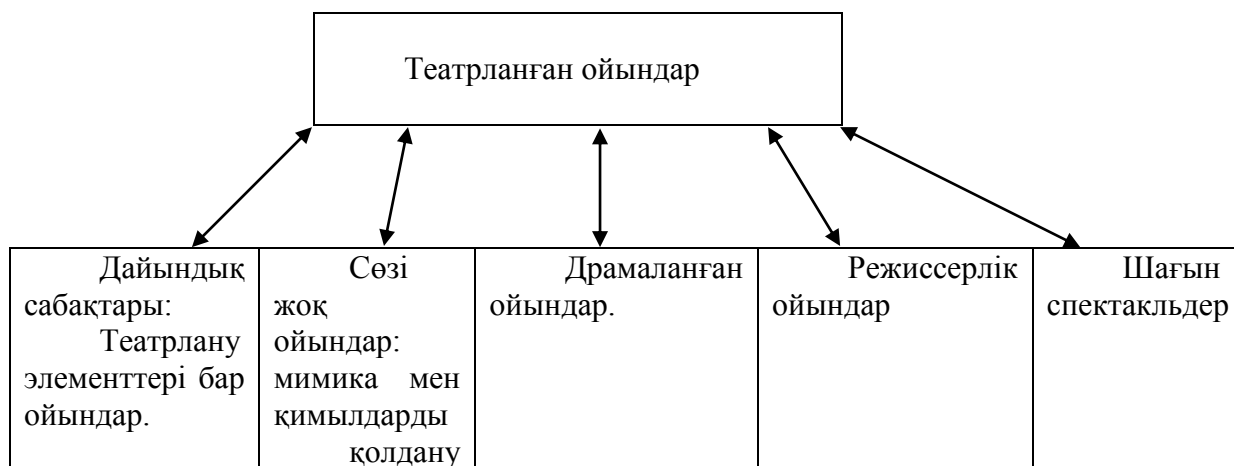 Театрланған ойындар
Дайындық
сабақтары:
Театрлану
элементтері бар
ойындар.
Сөзі
жоқ
ойындар:
мимика мен
қимылдарды
қолдану
Драмаланған
ойындар.
Режиссерлік
ойындар
Шағын
спектакльдер